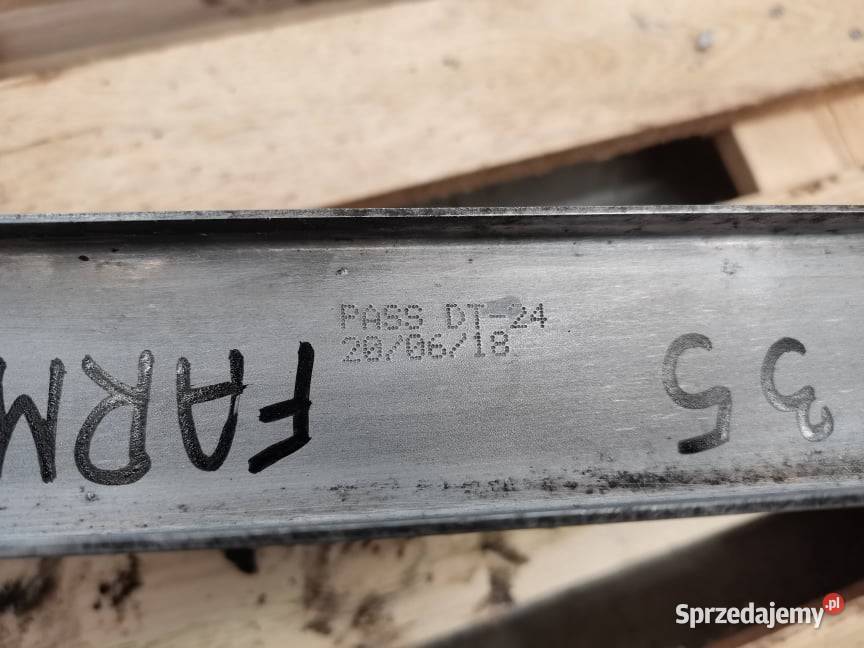 PASS DT-24
20/06/18
35
FARM
Sprzedajemy.pl